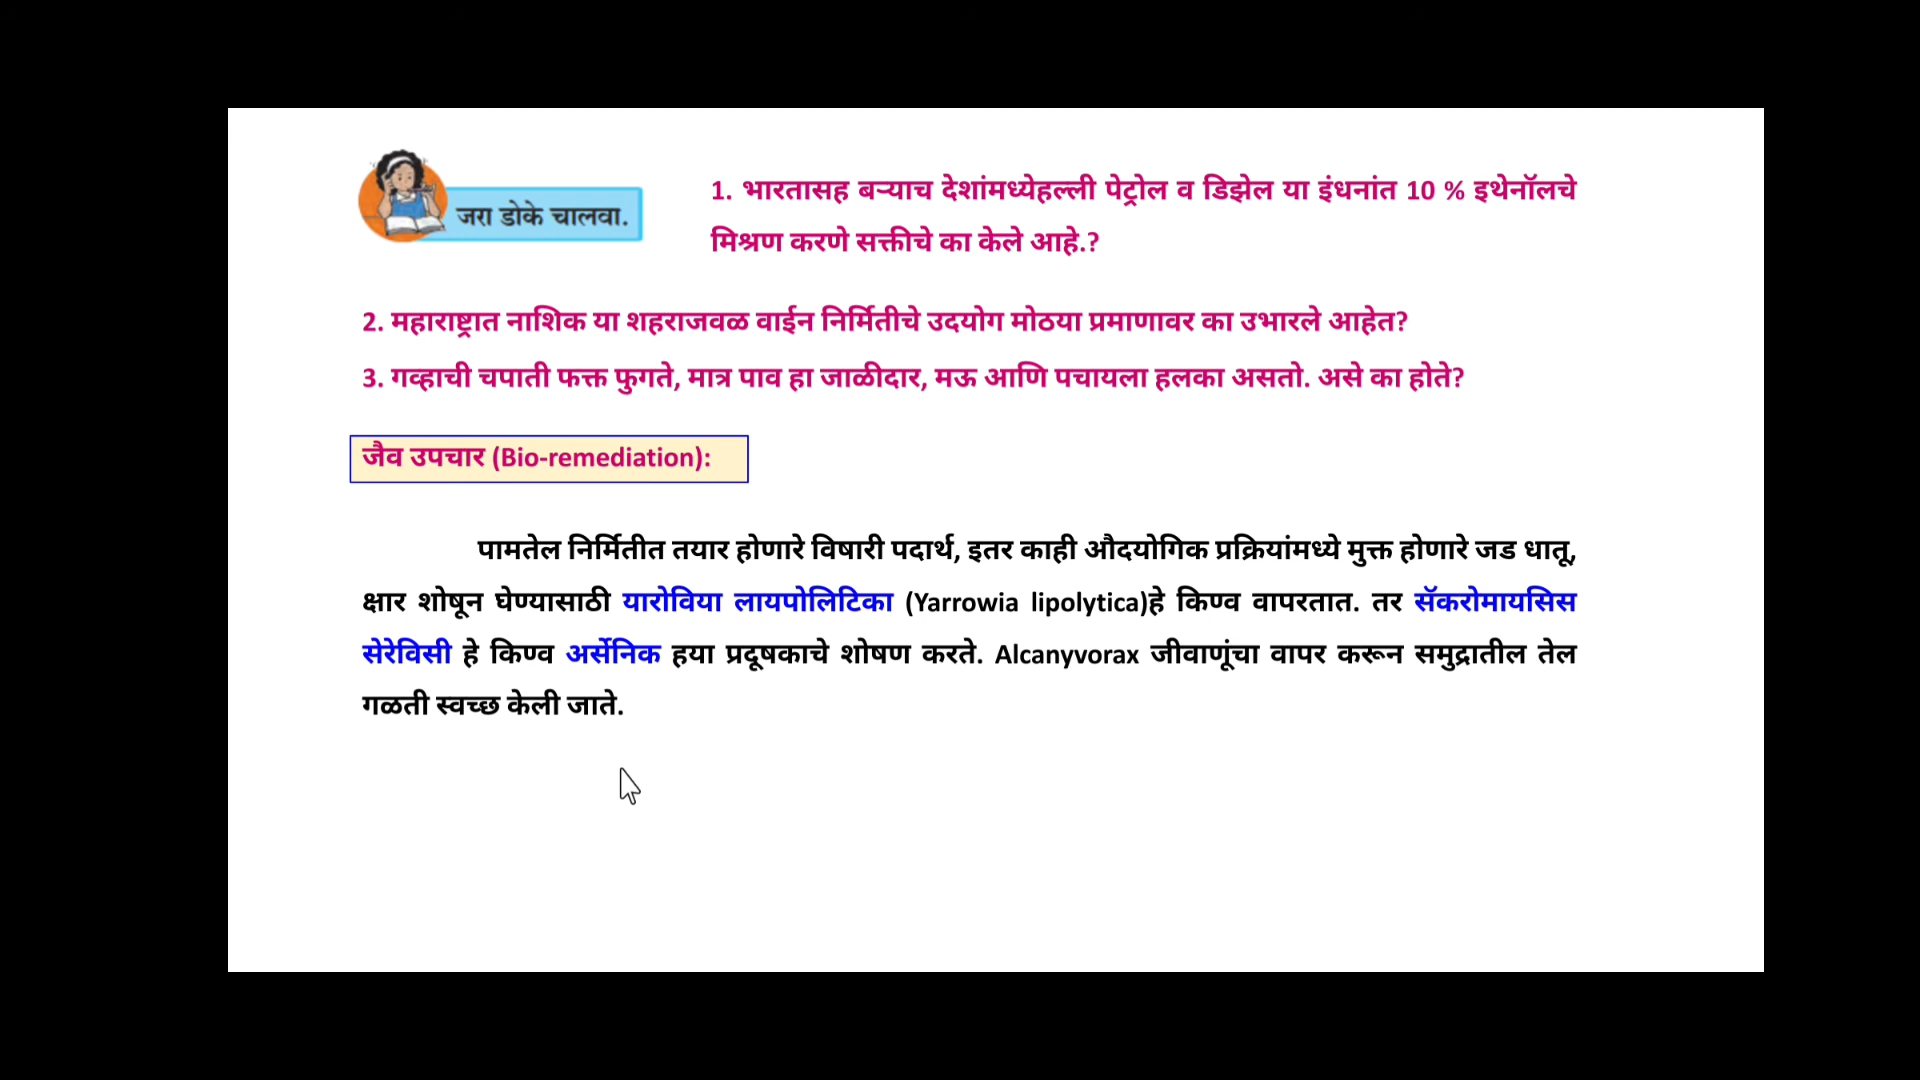 जरा डोके चालवा.
1. भारतासह बऱ्याच देशांमध्येहल्ली पेट्रोल व डिझेल या इंधनांत 10 % इथेनॉलचे
मिश्रण करणे सक्तीचे का केले आहे.?
2. महाराष्ट्रात नाशिक या शहराजवळ वाईन निर्मितीचे उदयोग मोठया प्रमाणावर का उभारले आहेत?
3. गव्हाची चपाती फक्त फुगते, मात्र पाव हा जाळीदार, मऊ आणि पचायला हलका असतो. असे का होते?
जैव उपचार (Bio-remediation):
पामतेल निर्मितीत तयार होणारे विषारी पदार्थ, इतर काही औदयोगिक प्रक्रियांमध्ये मुक्त होणारे जड धातू,
क्षार शोषून घेण्यासाठी यारोविया लायपोलिटिका (Yarrowia lipolytica)हे किण्व वापरतात. तर सॅकरोमायसिस
सेरेविसी हे किण्व अर्सेनिक हया प्रदूषकाचे शोषण करते. Alcanyvorax जीवाणूंचा वापर करून समुद्रातील तेल
गळती स्वच्छ केली जाते.